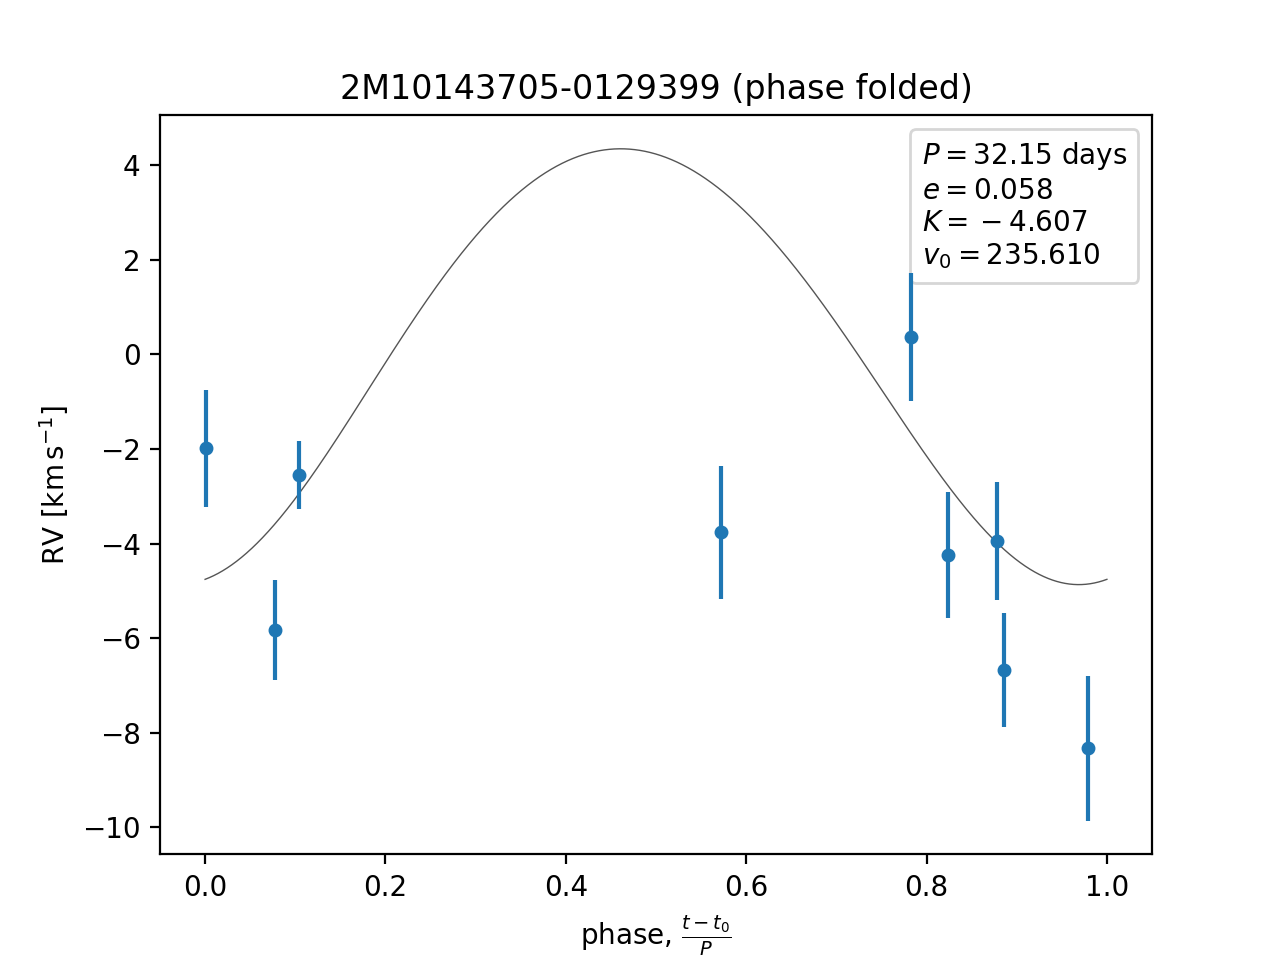 2M10143705-0129399 (phase folded)
P = 32.15 days
e = 0.058
K = −4.607
v₀ = 235.610
4
2
0
−2
−4
−6
−8
−10
RV [km s⁻¹]
0.0 0.2 0.4 0.6 0.8 1.0
phase, (t − t₀)/P